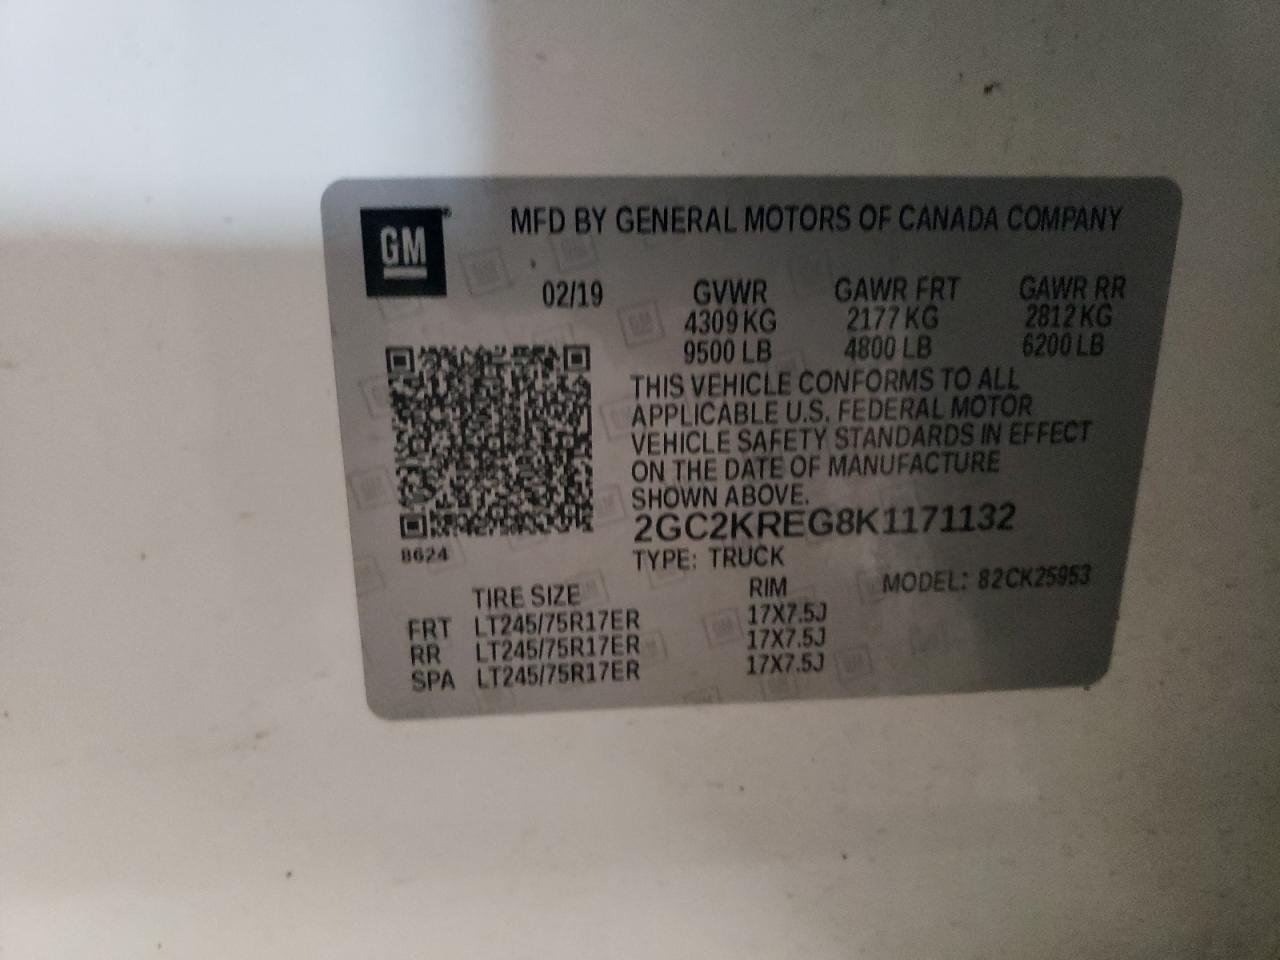 GM
MFD BY GENERAL MOTORS OF CANADA COMPANY
02/19 GVWR GAWR FRT GAWR RR
4309 KG 2177 KG 2812 KG
9500 LB 4800 LB 6200 LB
THIS VEHICLE CONFORMS TO ALL
APPLICABLE U.S. FEDERAL MOTOR
VEHICLE SAFETY STANDARDS IN EFFECT
ON THE DATE OF MANUFACTURE
SHOWN ABOVE.
2GC2KREG8K1171132
8624
TYPE: TRUCK
MODEL: 82CK25953
TIRE SIZE RIM
FRT LT245/75R17ER 17X7.5J
RR LT245/75R17ER 17X7.5J
SPA LT245/75R17ER 17X7.5J